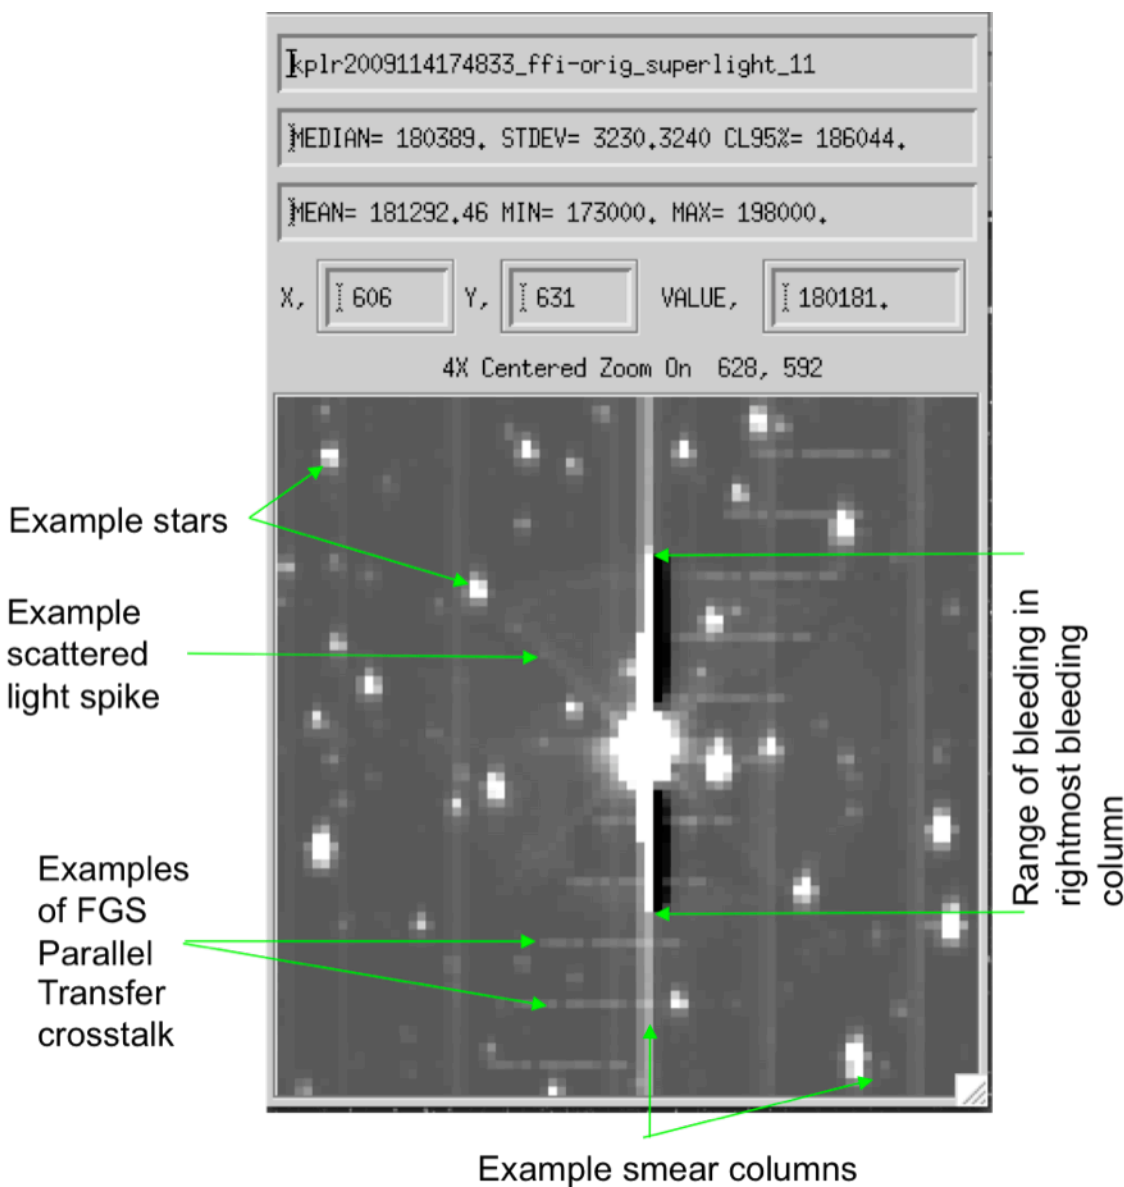 kplr2009114174833_ffi-orig_superlight_11
MEDIAN= 180389. STDEV= 3230.3240 CL95%= 186044.
MEAN= 181292.46 MIN= 173000. MAX= 198000.
X, 606 Y, 631 VALUE, 180181.
4X Centered Zoom On 628, 592
Example stars
Example
scattered
light spike
Examples
of FGS
Parallel
Transfer
crosstalk
Range of bleeding in
rightmost bleeding
column
Example smear columns